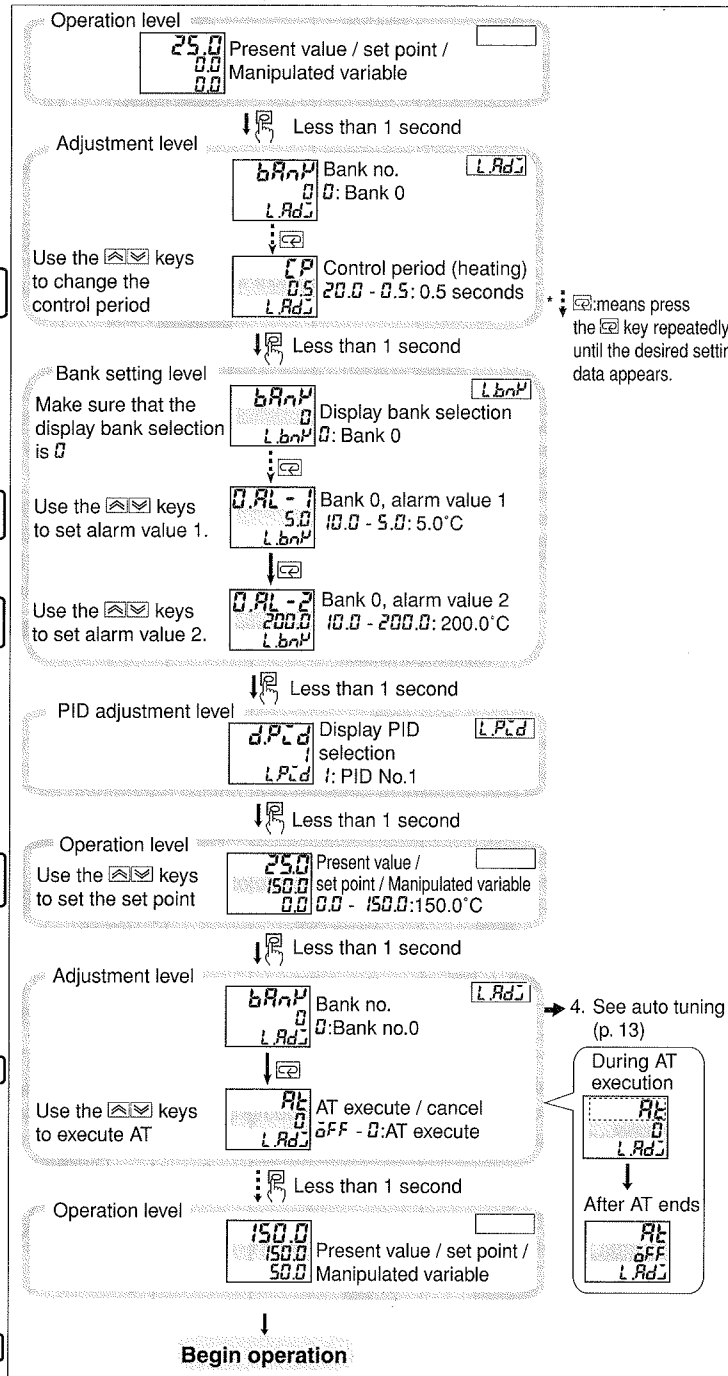 Operation level
25.0
0.0
0.0
Present value / set point /
Manipulated variable
Less than 1 second
Adjustment level
L.Adj
bAnK
0
L.Adj
Bank no.
0: Bank 0
Use the keys
to change the
control period
CP
0.5
L.Adj
Control period (heating)
20.0 - 0.5: 0.5 seconds
* :means press
the key repeatedly
until the desired settin
data appears.
Less than 1 second
Bank setting level
L.bnK
Make sure that the
display bank selection
is 0
bAnK
0
L.bnK
Display bank selection
0: Bank 0
Use the keys
to set alarm value 1.
0.AL-1
5.0
L.bnK
Bank 0, alarm value 1
10.0 - 5.0: 5.0°C
Use the keys
to set alarm value 2.
0.AL-2
200.0
L.bnK
Bank 0, alarm value 2
10.0 - 200.0: 200.0°C
Less than 1 second
PID adjustment level
L.Pid
d.Pid
1
L.Pid
Display PID
selection
1: PID No.1
Less than 1 second
Operation level
Use the keys
to set the set point
25.0
150.0
0.0
Present value /
set point / Manipulated variable
0.0 - 150.0:150.0°C
Less than 1 second
Adjustment level
L.Adj
bAnK
0
L.Adj
Bank no.
0:Bank no.0
4. See auto tuning
(p. 13)
Use the keys
to execute AT
At
0
L.Adj
AT execute / cancel
oFF - 0:AT execute
During AT
execution
At
0
L.Adj
After AT ends
At
oFF
L.Adj
Less than 1 second
Operation level
150.0
150.0
50.0
Present value / set point /
Manipulated variable
Begin operation